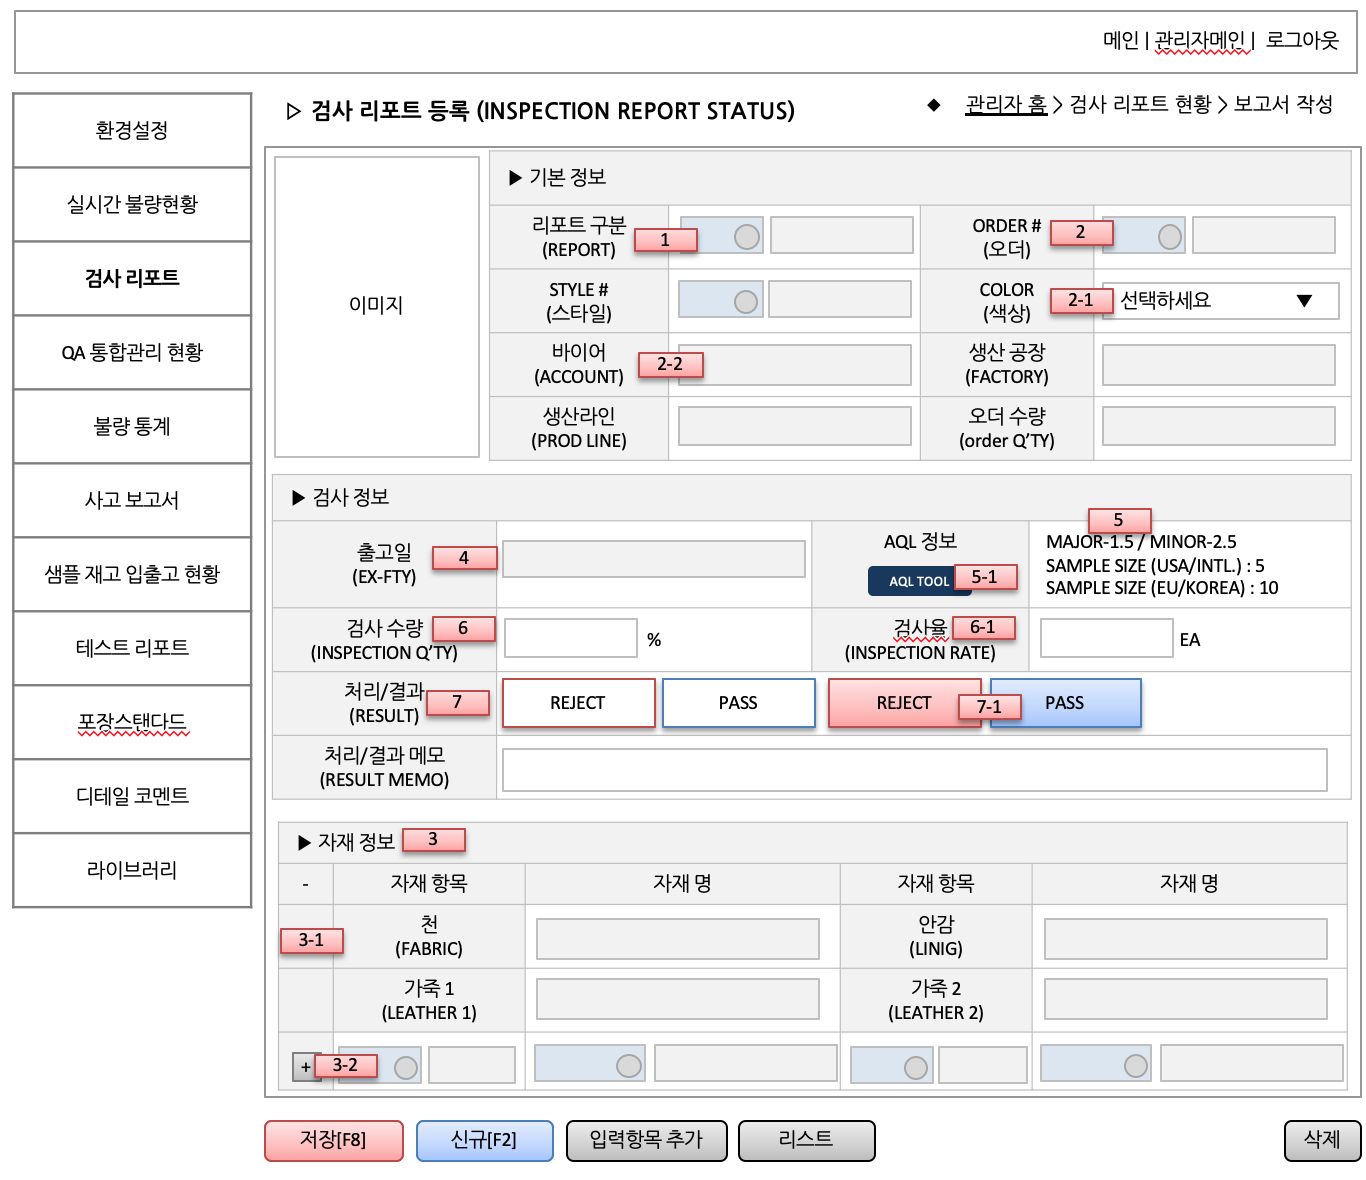 메인 | 관리자메인 | 로그아웃
환경설정
실시간 불량현황
검사 리포트
QA 통합관리 현황
불량 통계
사고 보고서
샘플 재고 입출고 현황
테스트 리포트
포장스탠다드
디테일 코멘트
라이브러리
▷ 검사 리포트 등록 (INSPECTION REPORT STATUS)
◆ 관리자 홈 > 검사 리포트 현황 > 보고서 작성
이미지
▶ 기본 정보
리포트 구분
(REPORT)
1
ORDER #
(오더)
2
STYLE #
(스타일)
COLOR
(색상)
2-1
선택하세요 ▼
바이어
(ACCOUNT)
2-2
생산 공장
(FACTORY)
생산라인
(PROD LINE)
오더 수량
(order Q'TY)
▶ 검사 정보
출고일
(EX-FTY)
4
AQL 정보
AQL TOOL
5-1
5
MAJOR-1.5 / MINOR-2.5
SAMPLE SIZE (USA/INTL.) : 5
SAMPLE SIZE (EU/KOREA) : 10
검사 수량
(INSPECTION Q'TY)
6
%
검사율
(INSPECTION RATE)
6-1
EA
처리/결과
(RESULT)
7
REJECT
PASS
REJECT
7-1
PASS
처리/결과 메모
(RESULT MEMO)
▶ 자재 정보
3
- 자재 항목 자재 명 자재 항목 자재 명
3-1
천
(FABRIC)
안감
(LINIG)
가죽 1
(LEATHER 1)
가죽 2
(LEATHER 2)
+
3-2
저장[F8]
신규[F2]
입력항목 추가
리스트
삭제